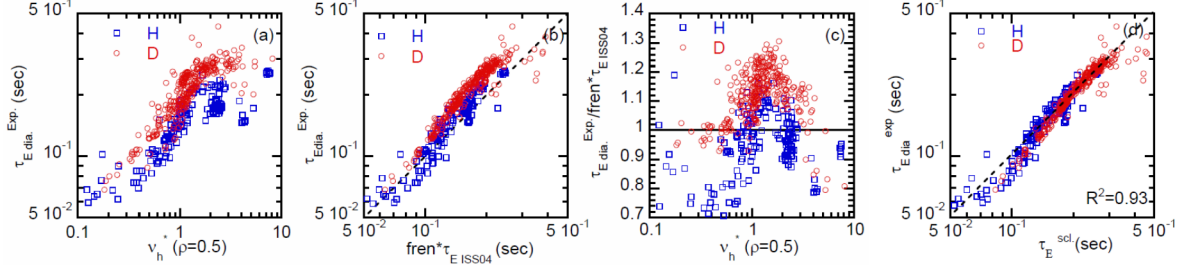 5 10⁻¹
10⁻¹
5 10⁻²
τ_E dia.^Exp. (sec)
H
D
(a)
0.1
1
10
ν_h^* (ρ=0.5)
5 10⁻¹
10⁻¹
5 10⁻²
τ_E dia.^Exp. (sec)
H
D
(b)
5 10⁻²
10⁻¹
5 10⁻¹
fren*τ_E ISS04 (sec)
1.4
1.3
1.2
1.1
1
0.9
0.8
0.7
τ_E dia.^Exp./fren*τ_E ISS04
H
D
(c)
0.1
1
10
ν_h^* (ρ=0.5)
5 10⁻¹
10⁻¹
5 10⁻²
τ_E dia.^exp (sec)
H
D
(d)
R²=0.93
5 10⁻²
10⁻¹
5 10⁻¹
τ_E^scl. (sec)